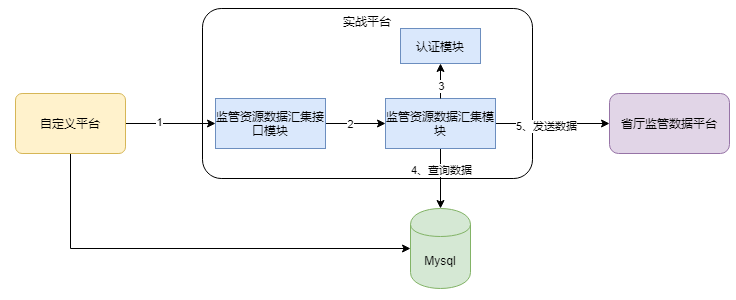 实战平台
认证模块
3
自定义平台
1
监管资源数据汇集接
口模块
2
监管资源数据汇集模
块
5、发送数据
省厅监管数据平台
4、查询数据
Mysql